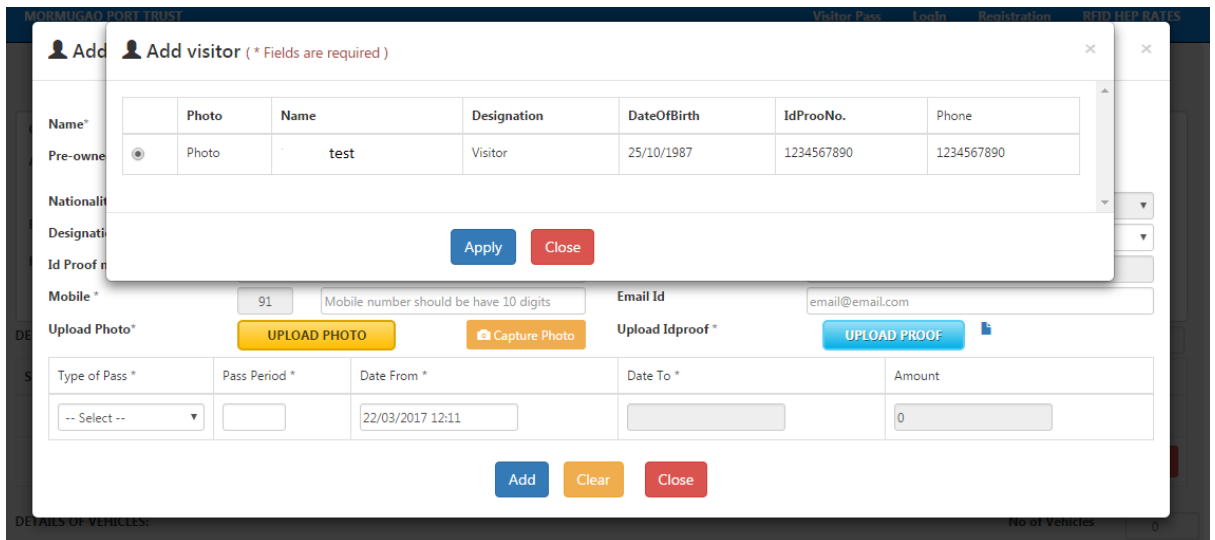 MORMUGAO PORT TRUST Visitor Pass LogIn Registration RFID HEP RATES
Add
Add visitor ( * Fields are required ) × ×
Photo Name Designation DateOfBirth IdProoNo. Phone
Photo test Visitor 25/10/1987 1234567890 1234567890
Apply Close
Name*
Pre-owne
Nationalit
Designati
Id Proof n
Mobile * 91 Mobile number should be have 10 digits Email Id email@email.com
Upload Photo* UPLOAD PHOTO Capture Photo Upload Idproof * UPLOAD PROOF
Type of Pass * Pass Period * Date From * Date To * Amount
-- Select -- 22/03/2017 12:11 0
Add Clear Close
DETAILS OF VEHICLES: No of Vehicles 0